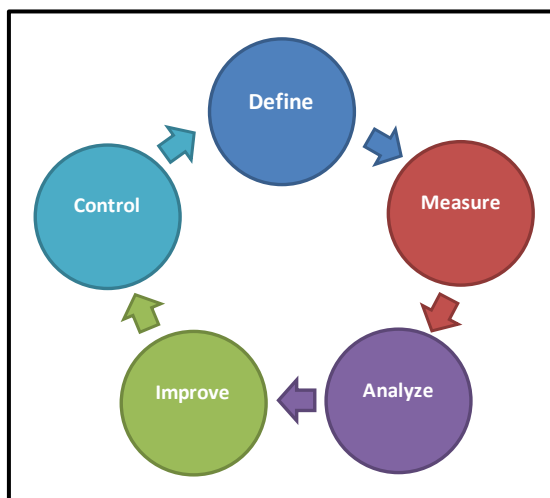 Define
Measure
Analyze
Improve
Control